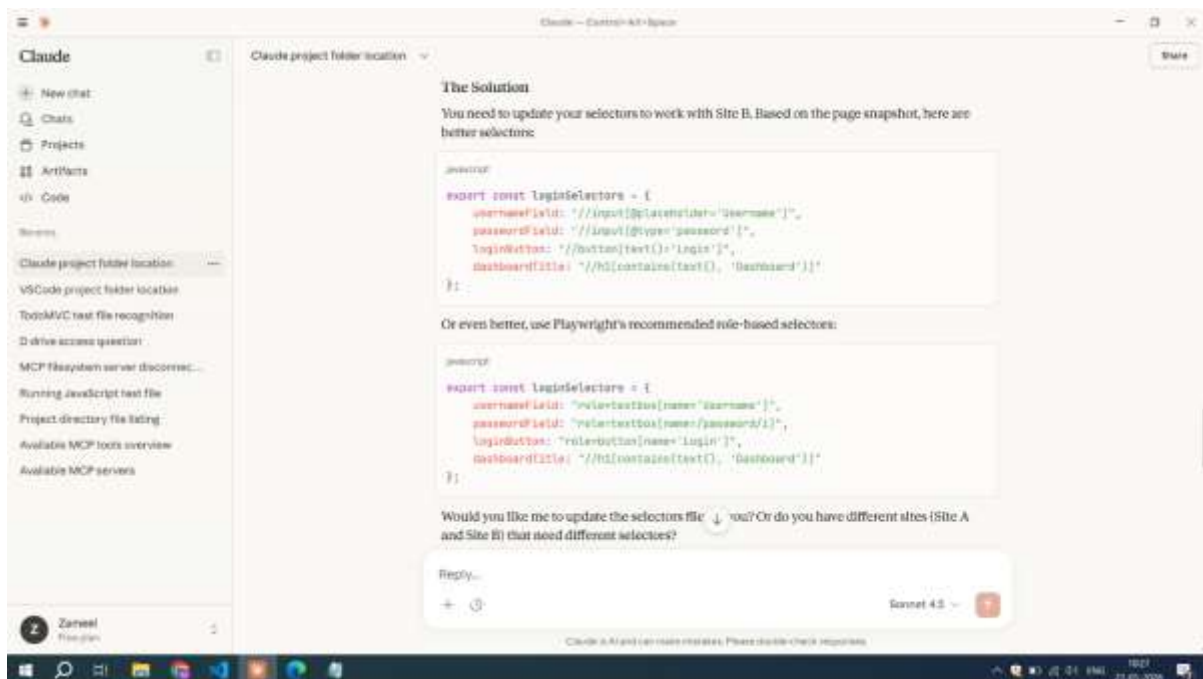 Claude — Control+Alt+Space
Claude
New chat
Chats
Projects
Artifacts
Code
Recents
Claude project folder location
VSCode project folder location
TodoMVC test file recognition
D drive access question
MCP filesystem server disconnec...
Running JavaScript test file
Project directory file listing
Available MCP tools overview
Available MCP servers
Z
Zameel
Free plan
Claude project folder location
Share
The Solution
You need to update your selectors to work with Site B. Based on the page snapshot, here are
better selectors:
javascript
export const loginSelectors = {
usernameField: "//input[@placeholder='Username']",
passwordField: "//input[@type='password']",
loginButton: "//button[text()='Login']",
dashboardTitle: "//h1[contains(text(), 'Dashboard')]"
};
Or even better, use Playwright's recommended role-based selectors:
javascript
export const loginSelectors = {
usernameField: "role=textbox[name='Username']",
passwordField: "role=textbox[name=/password/i]",
loginButton: "role=button[name='Login']",
dashboardTitle: "//h1[contains(text(), 'Dashboard')]"
};
Would you like me to update the selectors file you? Or do you have different sites (Site A
and Site B) that need different selectors?
Reply...
Sonnet 4.5
Claude is AI and can make mistakes. Please double-check responses.
ENG